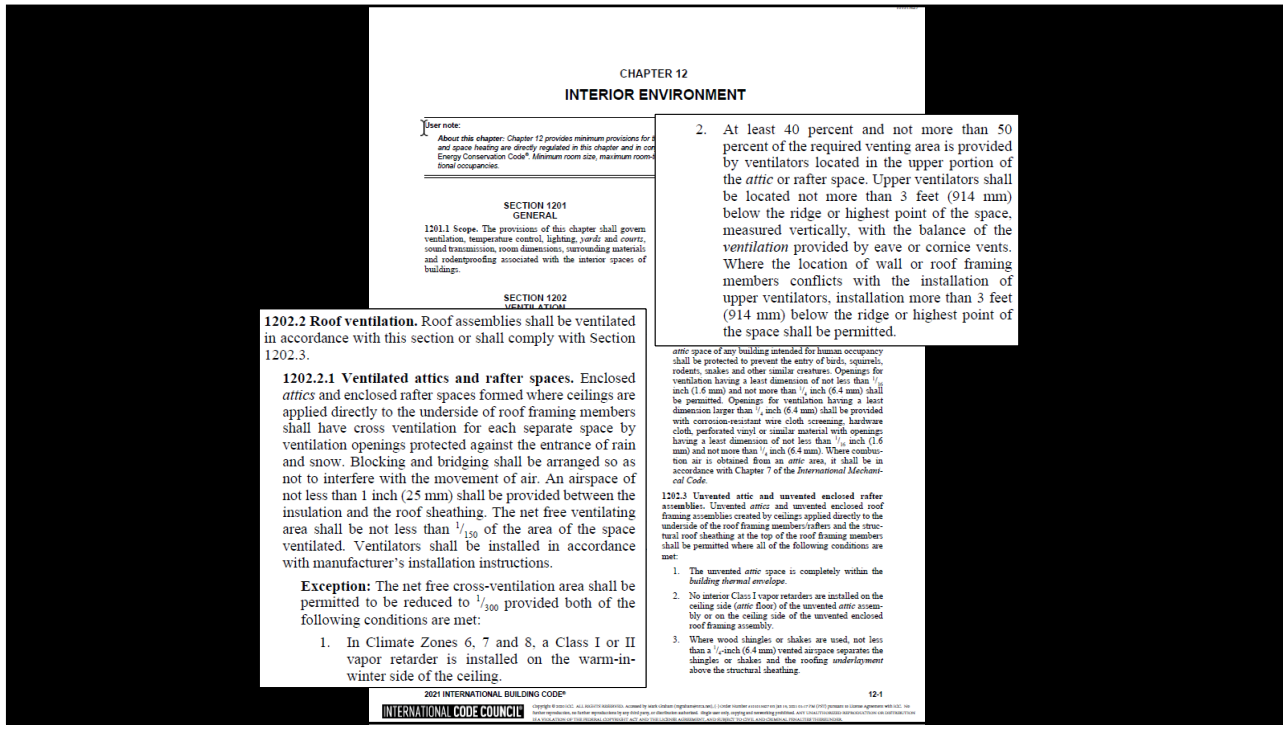 CHAPTER 12
INTERIOR ENVIRONMENT
User note:
About this chapter: Chapter 12 provides minimum provisions for
and space heating are directly regulated in this chapter and in
Energy Conservation Code®. Minimum room size, maximum
tional occupancies.
SECTION 1201
GENERAL
1201.1 Scope. The provisions of this chapter shall govern
ventilation, temperature control, lighting, yards and courts,
sound transmission, room dimensions, surrounding materials
and rodentproofing associated with the interior spaces of
buildings.
SECTION 1202
VENTILATION
1202.2 Roof ventilation. Roof assemblies shall be ventilated
in accordance with this section or shall comply with Section
1202.3.
1202.2.1 Ventilated attics and rafter spaces. Enclosed
attics and enclosed rafter spaces formed where ceilings are
applied directly to the underside of roof framing members
shall have cross ventilation for each separate space by
ventilation openings protected against the entrance of rain
and snow. Blocking and bridging shall be arranged so as
not to interfere with the movement of air. An airspace of
not less than 1 inch (25 mm) shall be provided between the
insulation and the roof sheathing. The net free ventilating
area shall be not less than 1/150 of the area of the space
ventilated. Ventilators shall be installed in accordance
with manufacturer's installation instructions.
Exception: The net free cross-ventilation area shall be
permitted to be reduced to 1/300 provided both of the
following conditions are met:
1. In Climate Zones 6, 7 and 8, a Class I or II
vapor retarder is installed on the warm-in-
winter side of the ceiling.
2. At least 40 percent and not more than 50
percent of the required venting area is provided
by ventilators located in the upper portion of
the attic or rafter space. Upper ventilators shall
be located not more than 3 feet (914 mm)
below the ridge or highest point of the space,
measured vertically, with the balance of the
ventilation provided by eave or cornice vents.
Where the location of wall or roof framing
members conflicts with the installation of
upper ventilators, installation more than 3 feet
(914 mm) below the ridge or highest point of
the space shall be permitted.
attic space of any building intended for human occupancy
shall be protected to prevent the entry of birds, squirrels,
rodents, snakes and other similar creatures. Openings for
ventilation having a least dimension of not less than 1/16
inch (1.6 mm) and not more than 1/4 inch (6.4 mm) shall
be permitted. Openings for ventilation having a least
dimension larger than 1/4 inch (6.4 mm) shall be provided
with corrosion-resistant wire cloth screening, hardware
cloth, perforated vinyl or similar material with openings
having a least dimension of not less than 1/16 inch (1.6
mm) and not more than 1/4 inch (6.4 mm). Where combus-
tion air is obtained from an attic area, it shall be in
accordance with Chapter 7 of the International Mechani-
cal Code.
1202.3 Unvented attic and unvented enclosed rafter
assemblies. Unvented attics and unvented enclosed roof
framing assemblies created by ceilings applied directly to the
underside of the roof framing members/rafters and the struc-
tural roof sheathing at the top of the roof framing members
shall be permitted where all of the following conditions are
met:
1. The unvented attic space is completely within the
building thermal envelope.
2. No interior Class I vapor retarders are installed on the
ceiling side (attic floor) of the unvented attic assem-
bly or on the ceiling side of the unvented enclosed
roof framing assembly.
3. Where wood shingles or shakes are used, not less
than a 1/4-inch (6.4 mm) vented airspace separates the
shingles or shakes and the roofing underlayment
above the structural sheathing.
2021 INTERNATIONAL BUILDING CODE®
12-1
INTERNATIONAL CODE COUNCIL